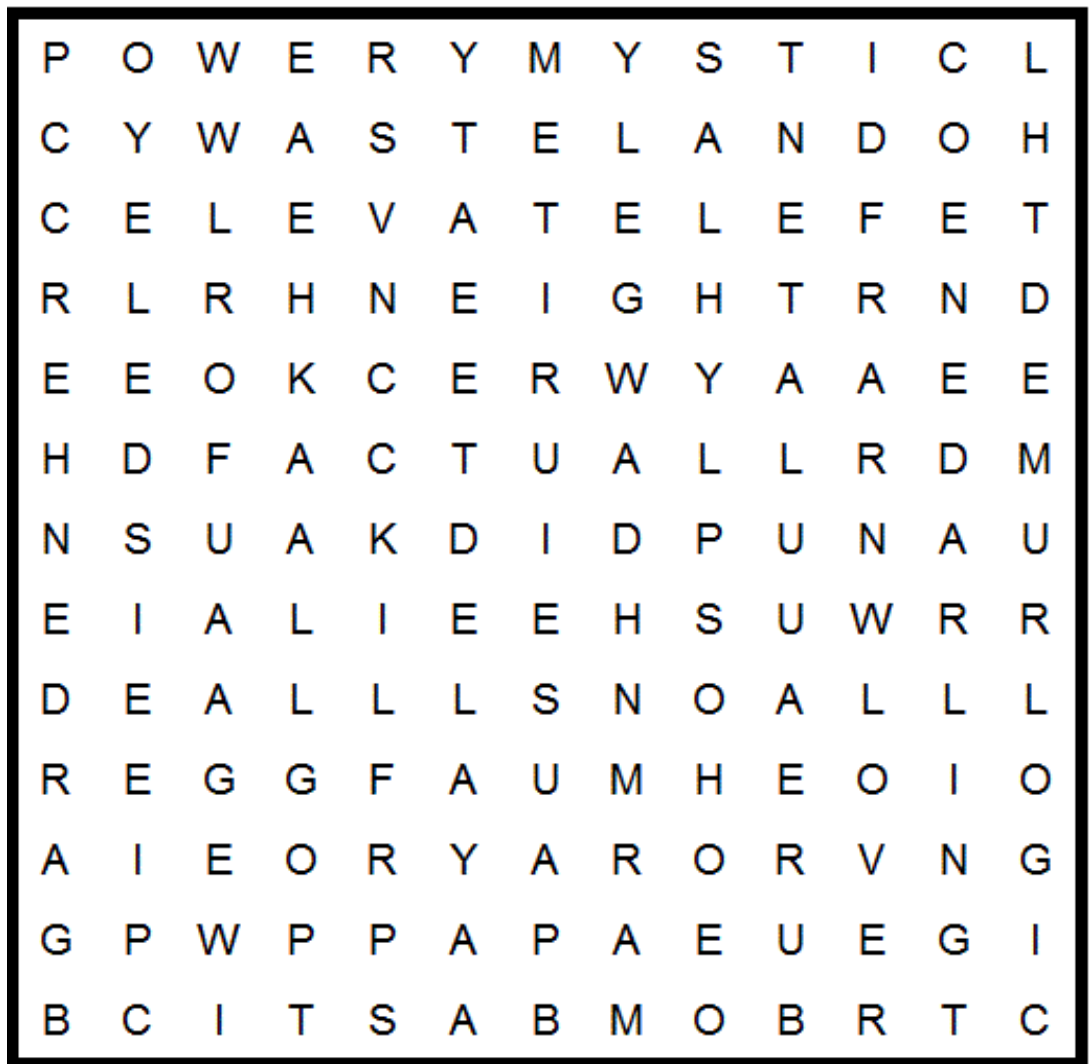 P O W E R Y M Y S T I C L
C Y W A S T E L A N D O H
C E L E V A T E L E F E T
R L R H N E I G H T R N D
E E O K C E R W Y A A E E
H D F A C T U A L L R D M
N S U A K D I D P U N A U
E I A L I E E H S U W R R
D E A L L L S N O A L L L
R E G G F A U M H E O I O
A I E O R Y A R O R V N G
G P W P P A P A E U E G I
B C I T S A B M O B R T C